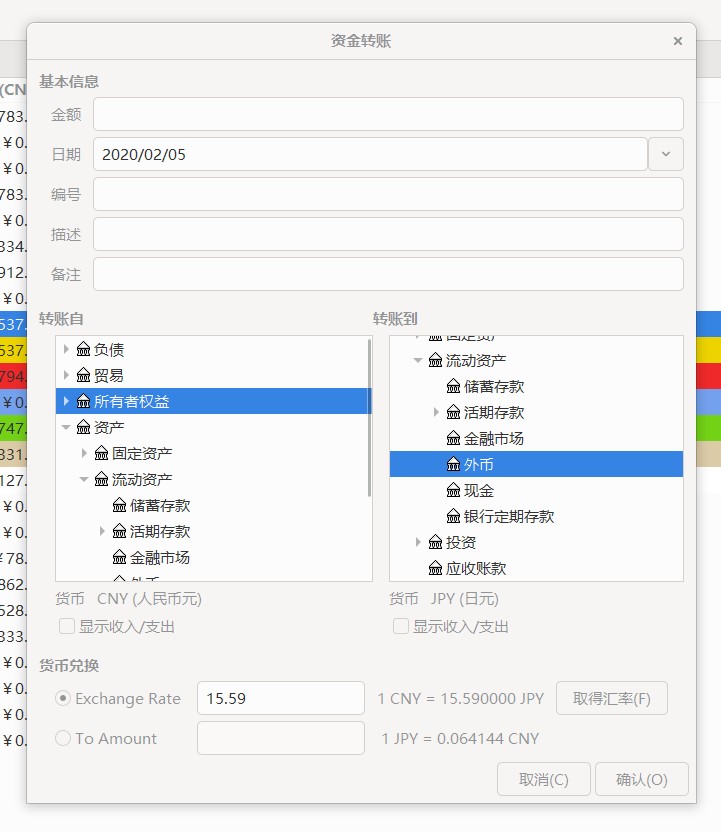 资金转账
×
基本信息
(CN
金额
783.
¥0.
日期 2020/02/05
¥0.
编号
783.
¥0.
描述
334.
912.
备注
¥0.
转账自 转账到
537.
负债 固定资产
537.
贸易 流动资产
794.
储蓄存款
所有者权益 活期存款
¥0.
资产 金融市场
747.
固定资产 外币
331.
流动资产 现金
127.
储蓄存款 银行定期存款
¥0.
活期存款 投资
¥0.
金融市场 应收账款
¥78.
外币
862.
货币 CNY (人民币元) 货币 JPY (日元)
528.
显示收入/支出 显示收入/支出
333.
货币兑换
¥0.
Exchange Rate 15.59 1 CNY = 15.590000 JPY 取得汇率(F)
¥0.
To Amount 1 JPY = 0.064144 CNY
¥0.
取消(C) 确认(O)